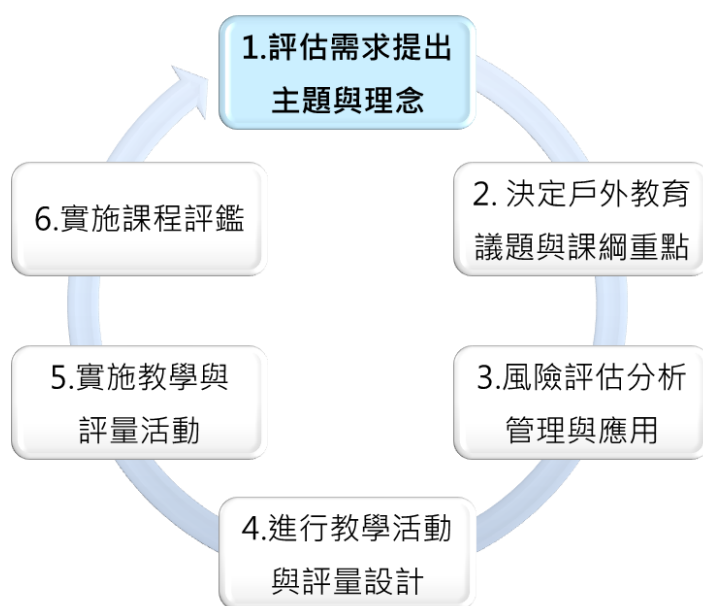 1.評估需求提出
主題與理念
2. 決定戶外教育
議題與課綱重點
3.風險評估分析
管理與應用
4.進行教學活動
與評量設計
5.實施教學與
評量活動
6.實施課程評鑑